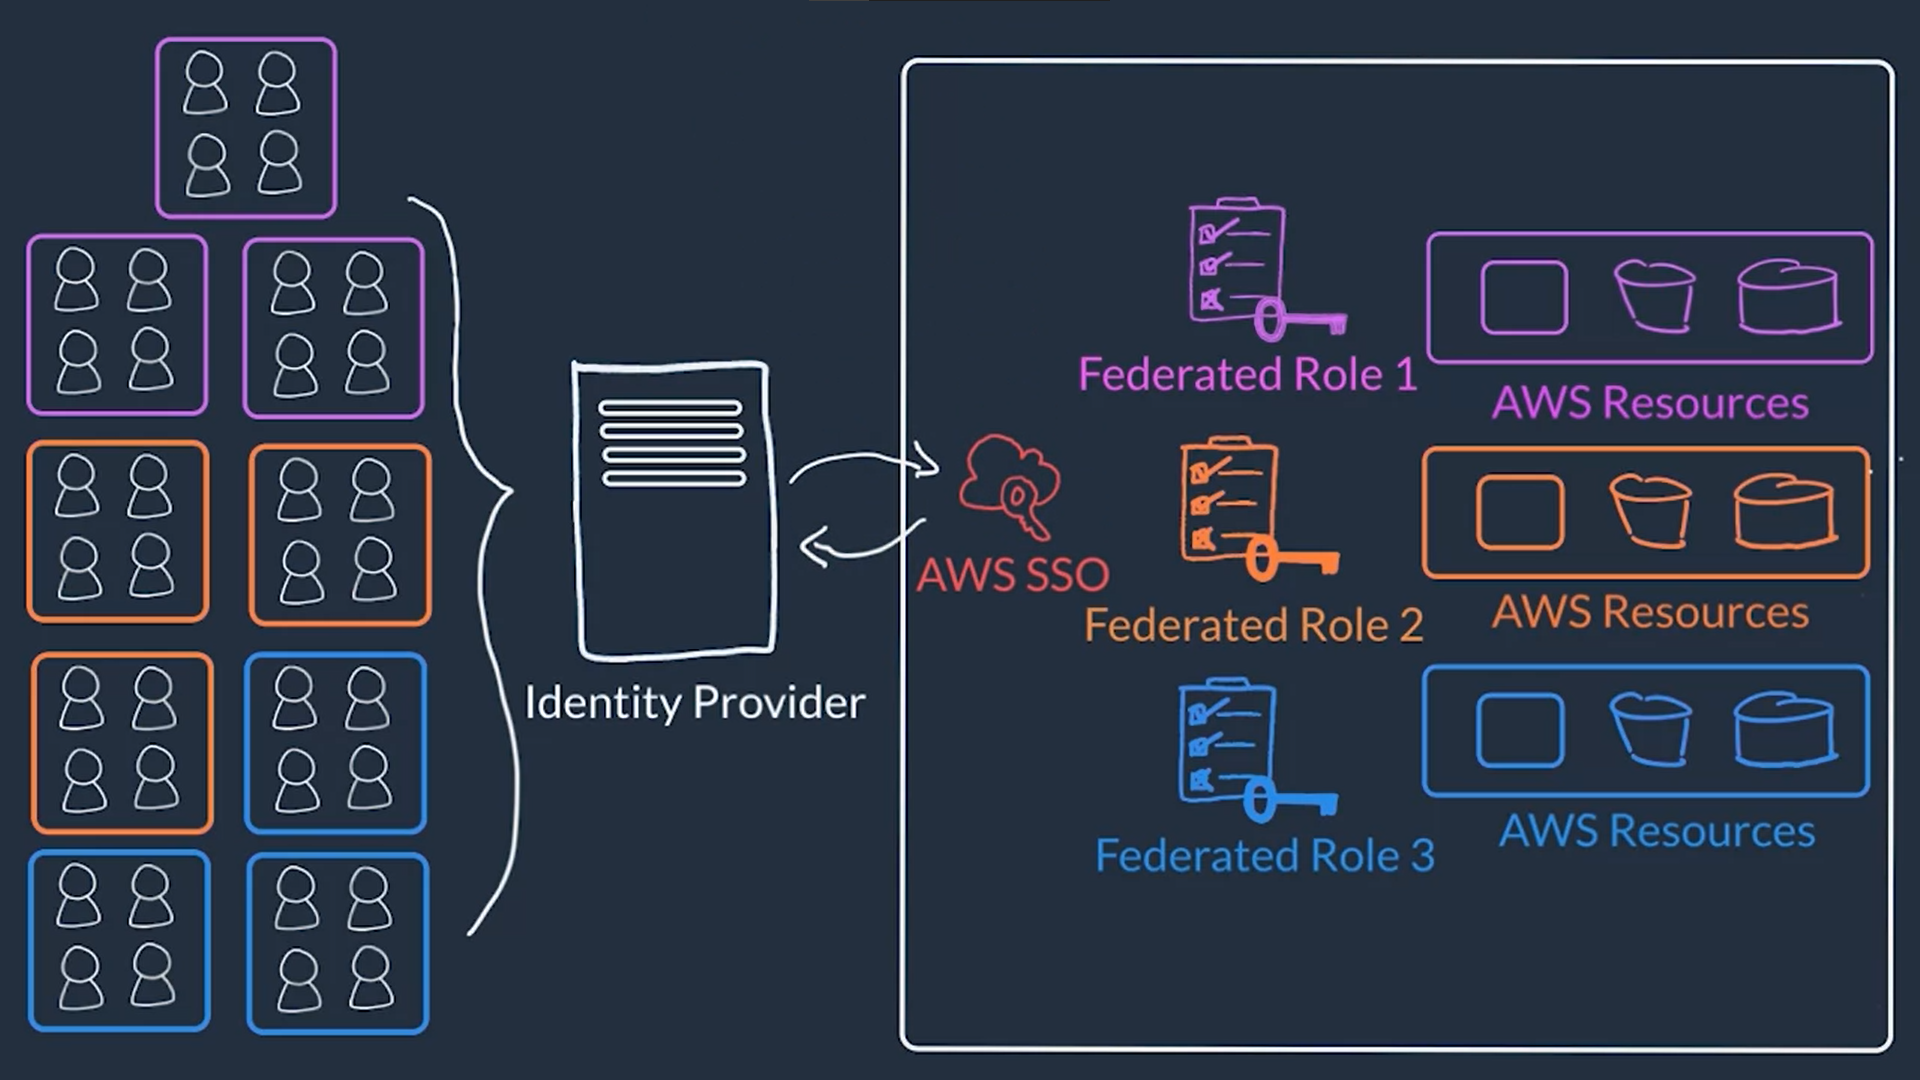 Identity Provider
AWS SSO
Federated Role 1
AWS Resources
Federated Role 2
AWS Resources
Federated Role 3
AWS Resources